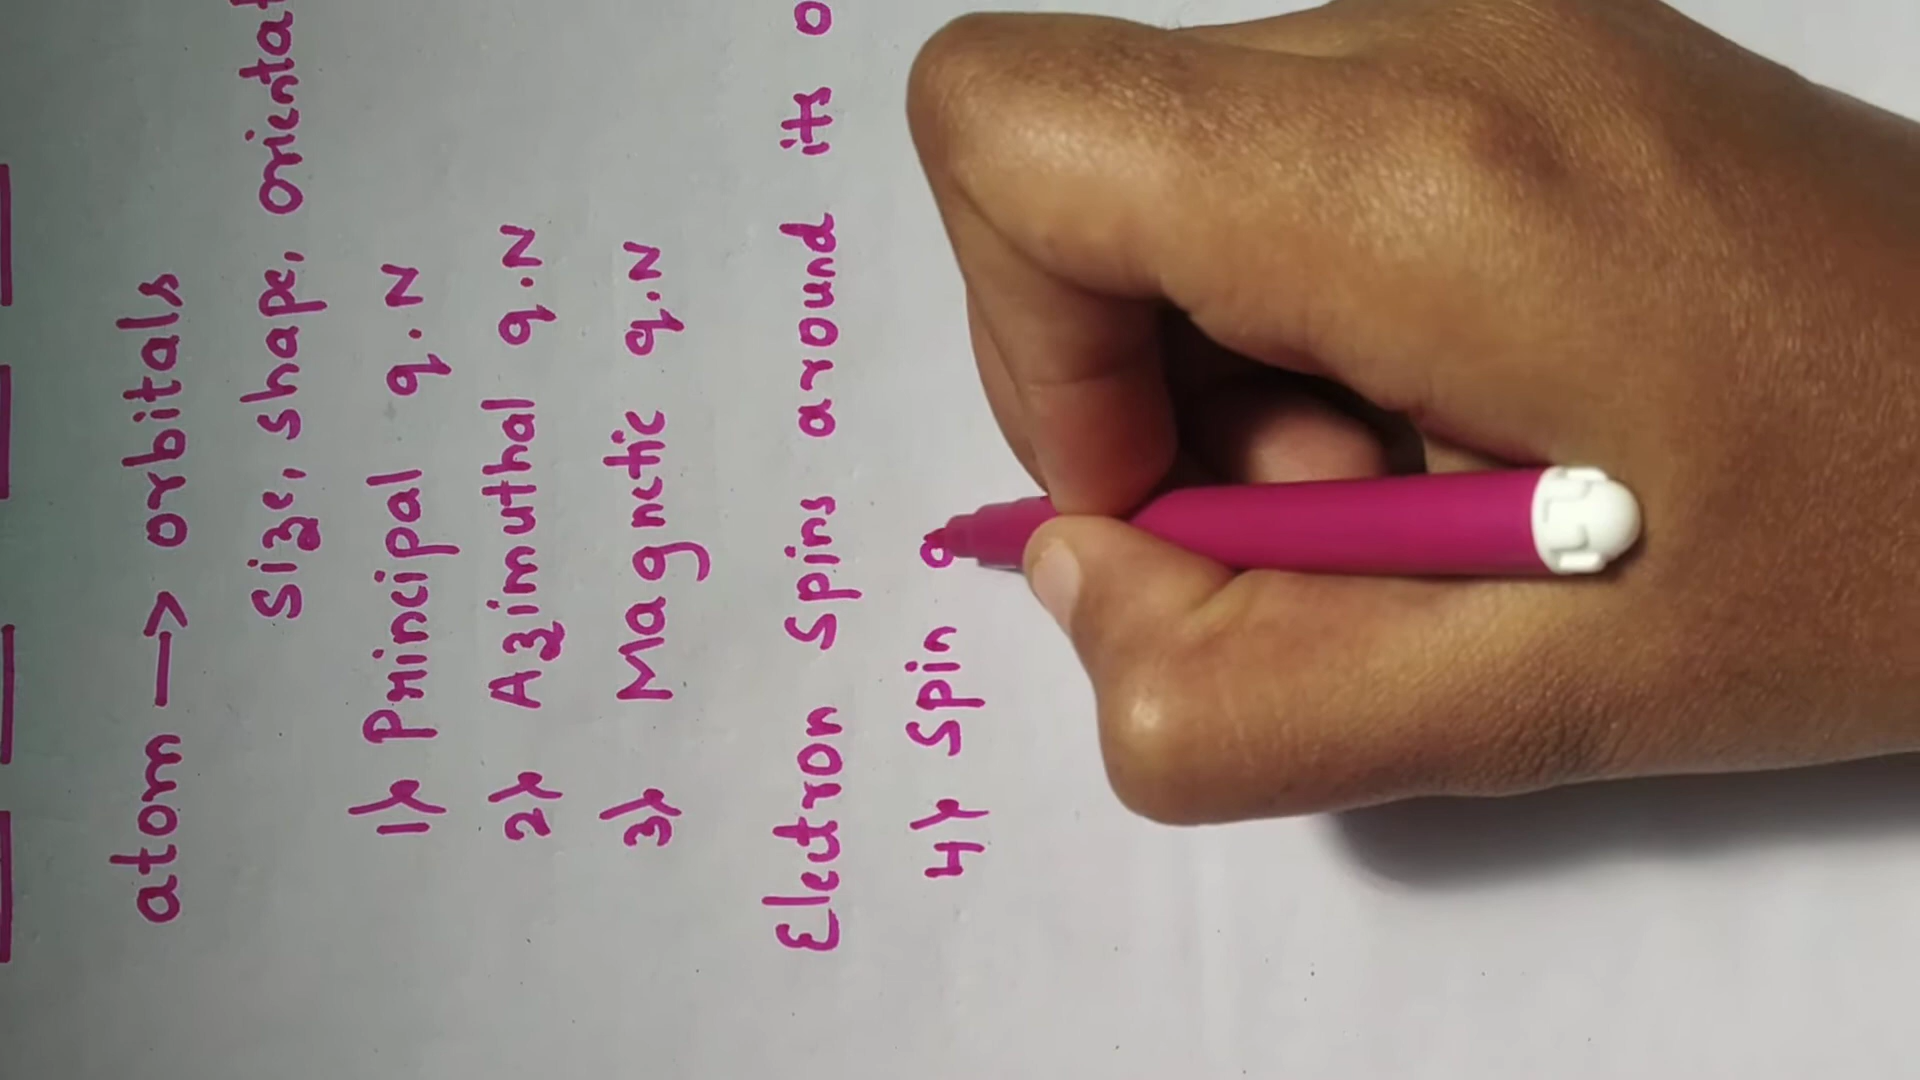 atom → orbitals
Size, shape, orientat
1) Principal q.N
2) Azimuthal q.N
3) Magnetic q.N
Electron Spins around its o
4) Spin q